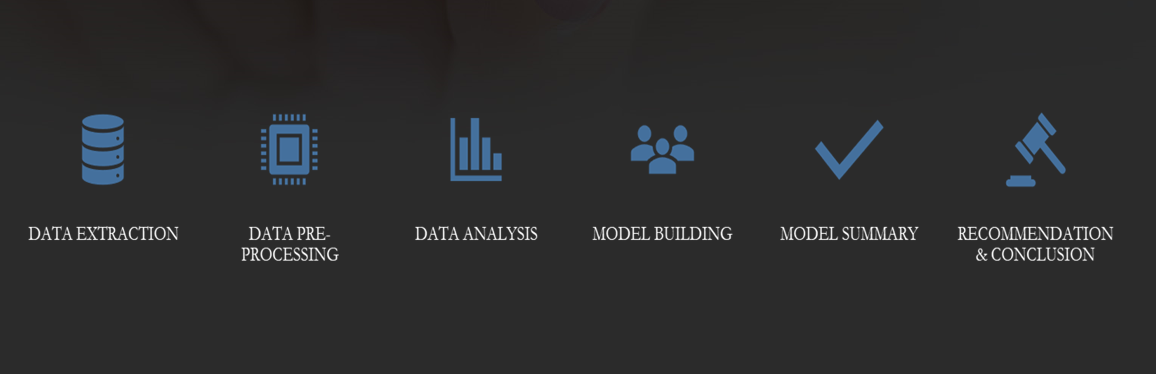 DATA EXTRACTION
DATA PRE-
PROCESSING
DATA ANALYSIS
MODEL BUILDING
MODEL SUMMARY
RECOMMENDATION
& CONCLUSION